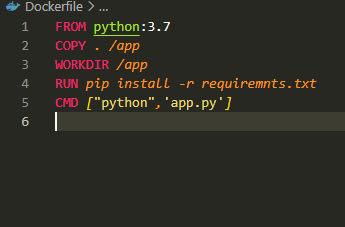 Dockerfile > ...
1 FROM python:3.7
2 COPY . /app
3 WORKDIR /app
4 RUN pip install -r requiremnts.txt
5 CMD ["python",'app.py']
6